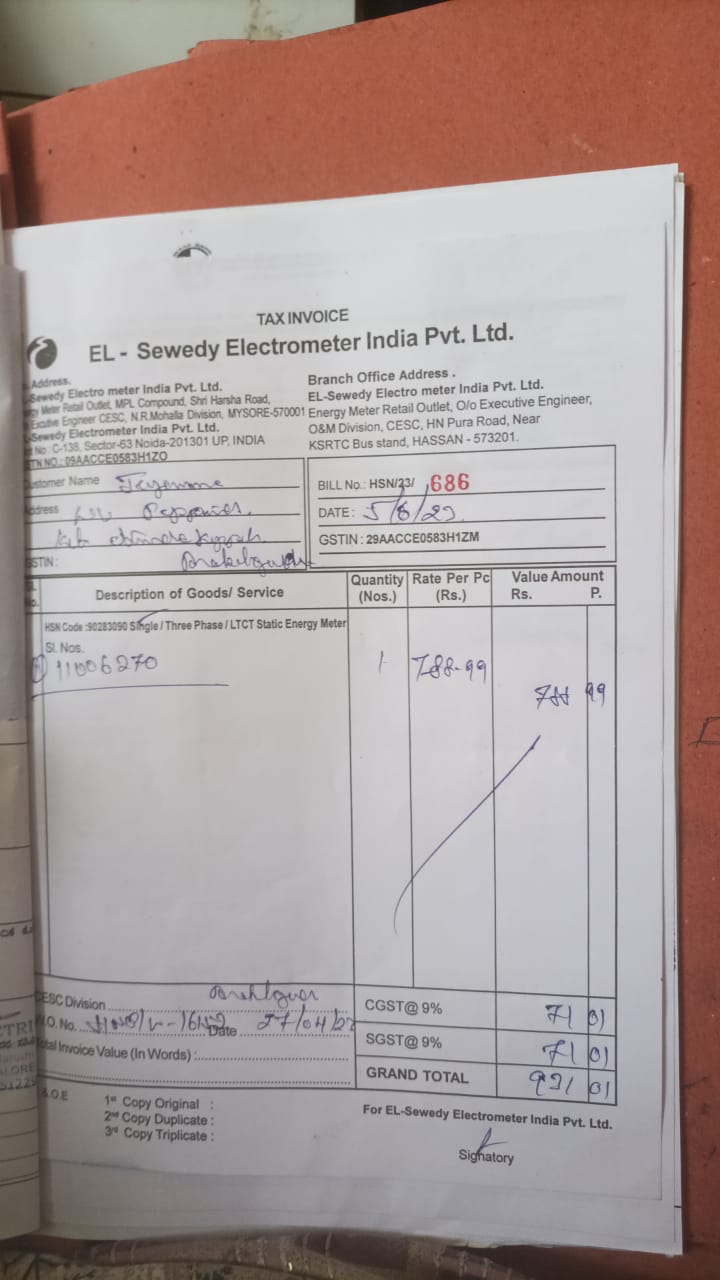 TAX INVOICE
EL - Sewedy Electrometer India Pvt. Ltd.
Address.
Sewedy Electro meter India Pvt. Ltd.
Meter Retail Outlet, MPL Compound, Shri Harsha Road,
Executive Engineer CESC, N.R.Mohalla Division, MYSORE-570001
Sewedy Electrometer India Pvt. Ltd.
No : C-138, Sector-63 Noida-201301 UP, INDIA
TN NO.: 09AACCE0583H1ZO
Branch Office Address .
EL-Sewedy Electro meter India Pvt. Ltd.
Energy Meter Retail Outlet, O/o Executive Engineer,
O&M Division, CESC, HN Pura Road, Near
KSRTC Bus stand, HASSAN - 573201.
ustomer Name
ddress
GSTIN :
BILL No.: HSN/23/ 686
DATE : 5/6/23
GSTIN : 29AACCE0583H1ZM
No. Description of Goods/ Service Quantity (Nos.) Rate Per Pc (Rs.) Value Amount Rs. P.
HSN Code :90283090 Single / Three Phase / LTCT Static Energy Meter
Sl. Nos.
11006270 1 788-99
788 99
CESC Division
W.O. No. Date 27/04/23
Total Invoice Value (In Words) :
CGST@ 9% 71 01
SGST@ 9% 71 01
GRAND TOTAL 931 01
&.O.E
1st Copy Original :
2nd Copy Duplicate :
3rd Copy Triplicate :
For EL-Sewedy Electrometer India Pvt. Ltd.
Signatory